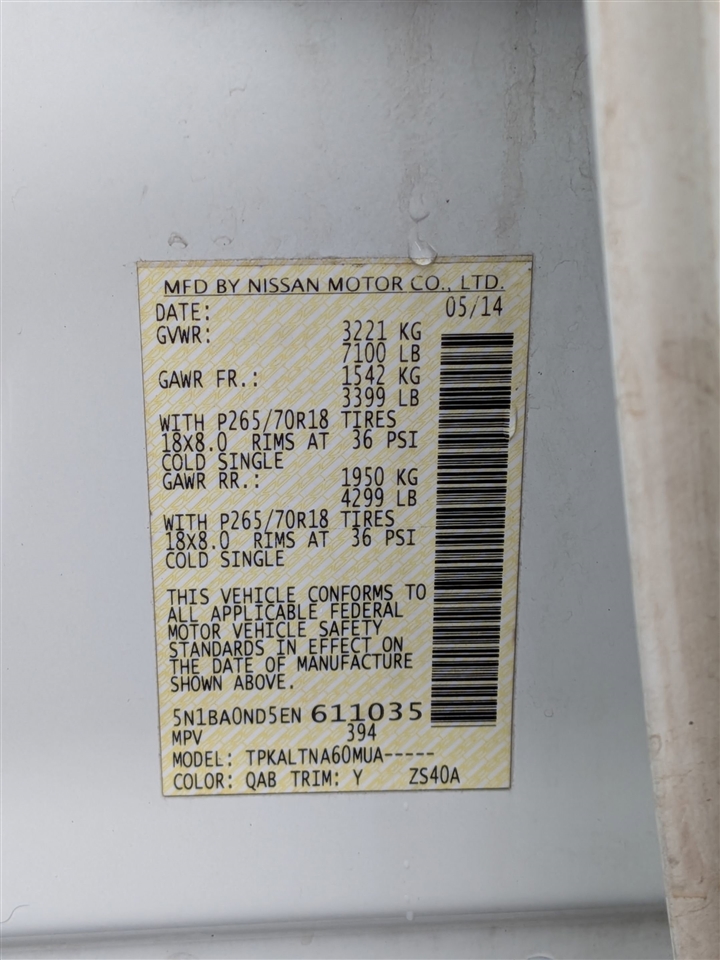 MFD BY NISSAN MOTOR CO., LTD.
DATE: 05/14
GVWR: 3221 KG
7100 LB
GAWR FR.: 1542 KG
3399 LB
WITH P265/70R18 TIRES
18X8.0 RIMS AT 36 PSI
COLD SINGLE
GAWR RR.: 1950 KG
4299 LB
WITH P265/70R18 TIRES
18X8.0 RIMS AT 36 PSI
COLD SINGLE
THIS VEHICLE CONFORMS TO
ALL APPLICABLE FEDERAL
MOTOR VEHICLE SAFETY
STANDARDS IN EFFECT ON
THE DATE OF MANUFACTURE
SHOWN ABOVE.
5N1BA0ND5EN 611035
MPV 394
MODEL: TPKALTNA60MUA-----
COLOR: QAB TRIM: Y ZS40A